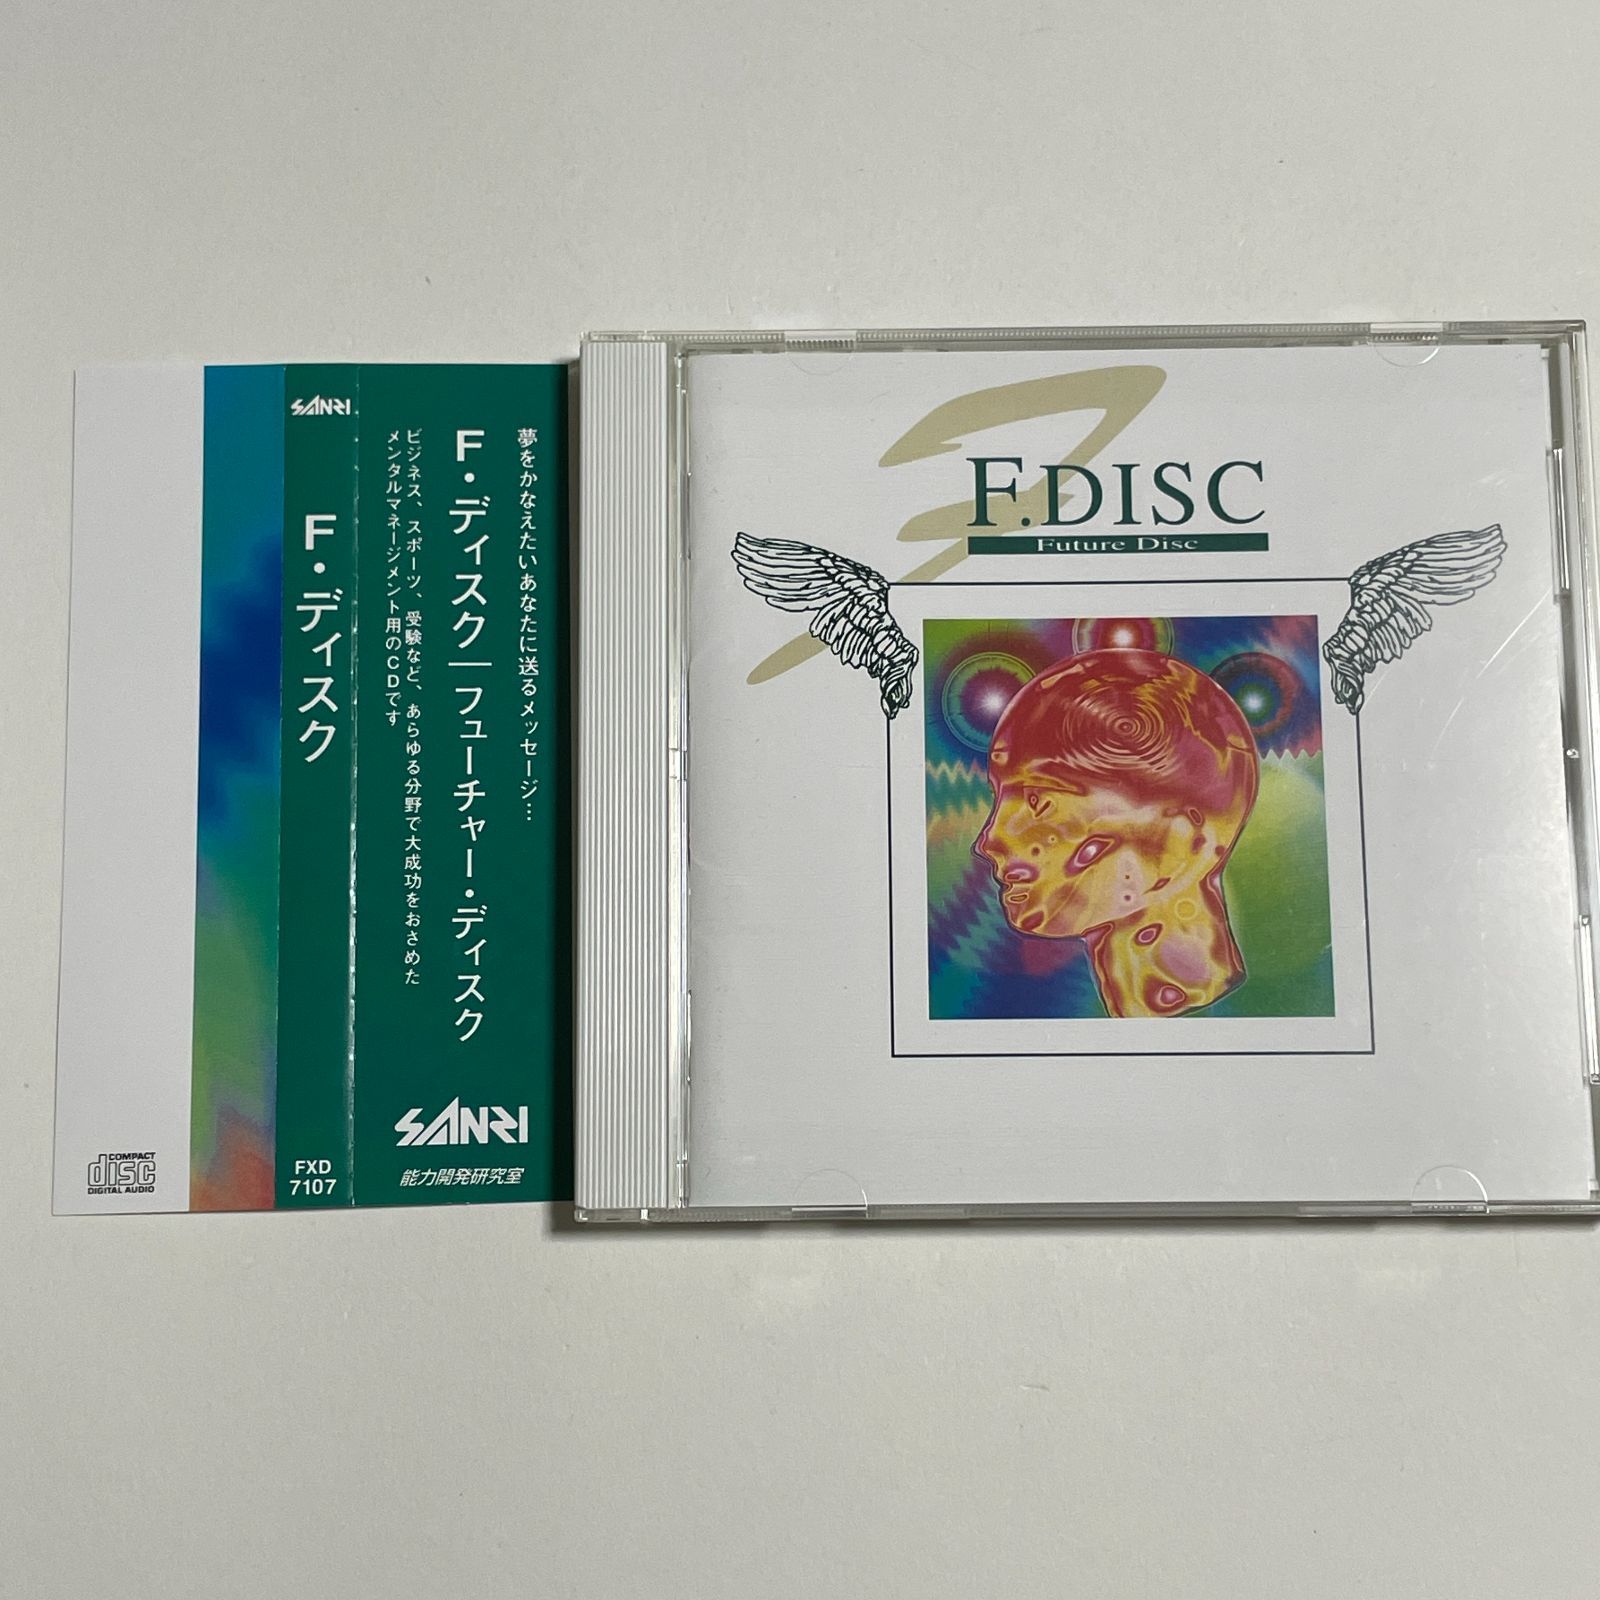 SANRI
F・ディスク
FXD
7107
夢をかなえたいあなたに送るメッセージ…
F・ディスク|フューチャー・ディスク
ビジネス、スポーツ、受験など、あらゆる分野で大成功をおさめた
メンタルマネージメント用のCDです
SANRI
能力開発研究室
COMPACT
disc
DIGITAL AUDIO
F.DISC
Future Disc